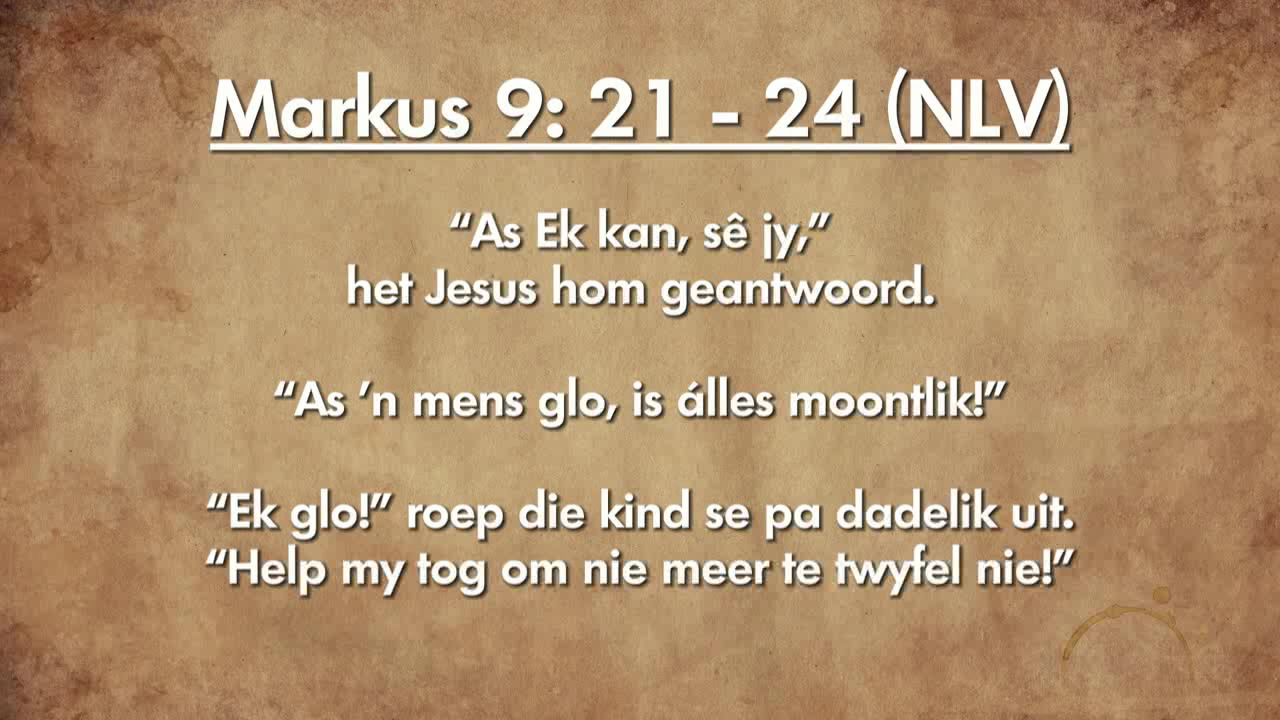 Markus 9: 21 - 24 (NLV)
“As Ek kan, sê jy,”
het Jesus hom geantwoord.
“As ’n mens glo, is álles moontlik!”
“Ek glo!” roep die kind se pa dadelik uit.
“Help my tog om nie meer te twyfel nie!”